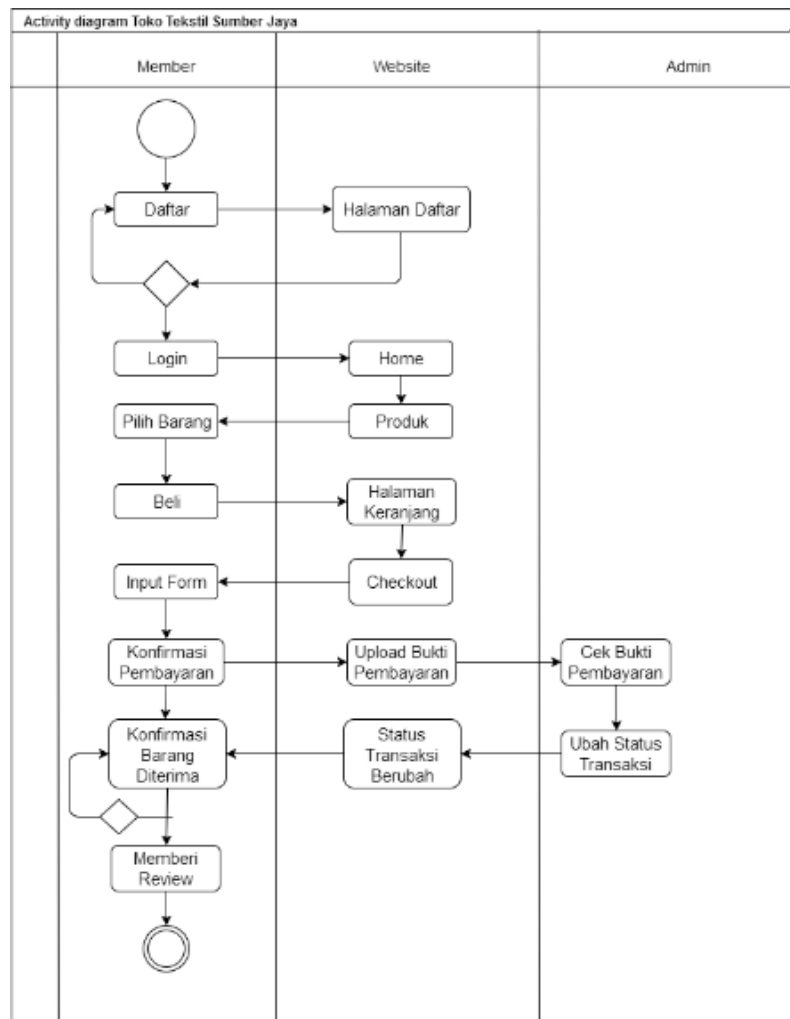 Activity diagram Toko Tekstil Sumber Jaya
Member
Website
Admin
Daftar
Halaman Daftar
Login
Home
Pilih Barang
Produk
Beli
Halaman
Keranjang
Input Form
Checkout
Konfirmasi
Pembayaran
Upload Bukti
Pembayaran
Cek Bukti
Pembayaran
Konfirmasi
Barang
Diterima
Status
Transaksi
Berubah
Ubah Status
Transaksi
Memberi
Review